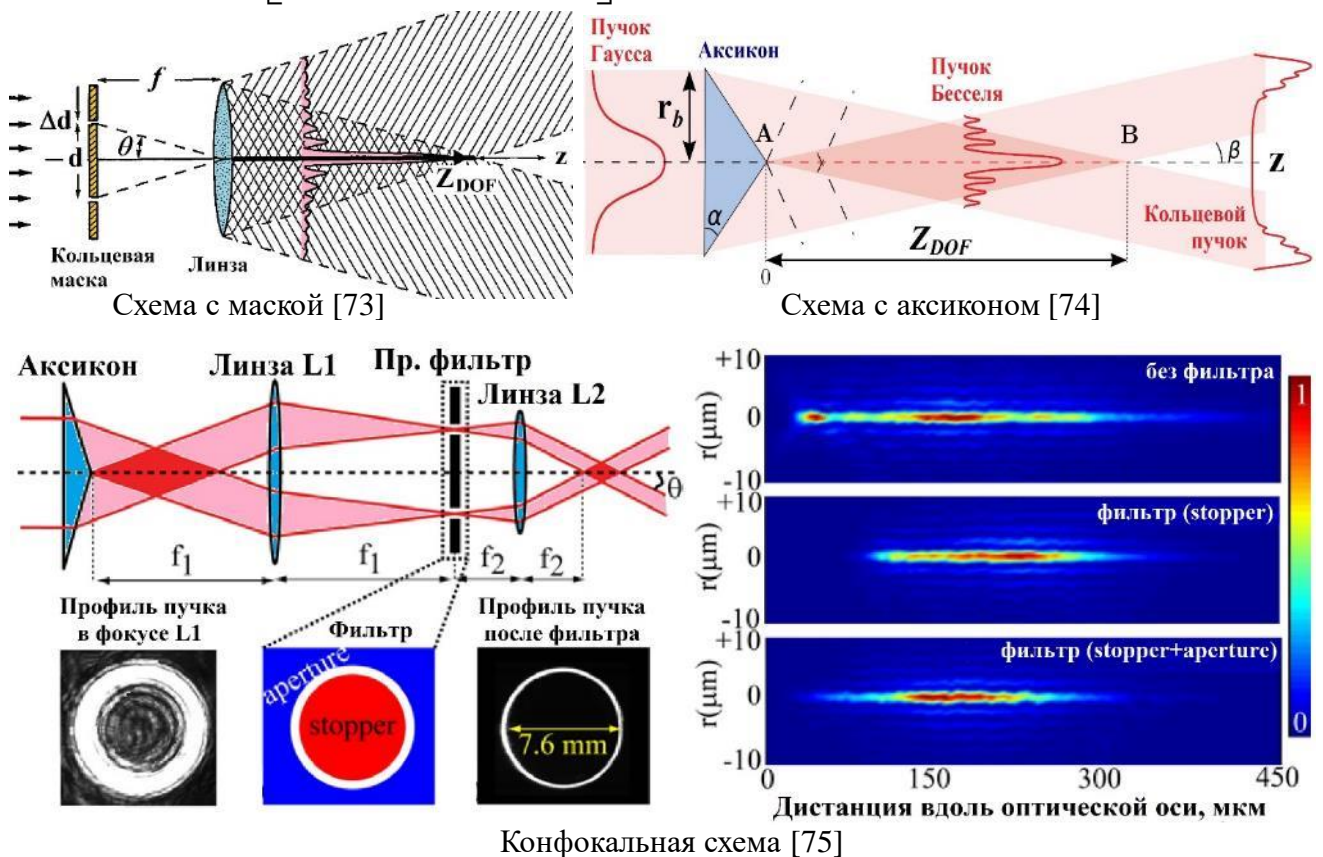 f
Δd
d
θ
z
Z_DOF
Кольцевая
маска
Линза
Схема с маской [73]
Пучок
Гаусса
Аксикон
r_b
A
α
Пучок
Бесселя
B
β
Z
Z_DOF
0
Кольцевой
пучок
Схема с аксиконом [74]
Аксикон
Линза L1
Пр. фильтр
Линза L2
θ
f₁
f₁
f₂
f₂
Профиль пучка
в фокусе L1
Фильтр
aperture
stopper
Профиль пучка
после фильтра
7.6 mm
+10
r(μm)
0
-10
без фильтра
+10
r(μm)
0
-10
фильтр (stopper)
+10
r(μm)
0
-10
фильтр (stopper+aperture)
1
0
0
150
300
450
Дистанция вдоль оптической оси, мкм
Конфокальная схема [75]